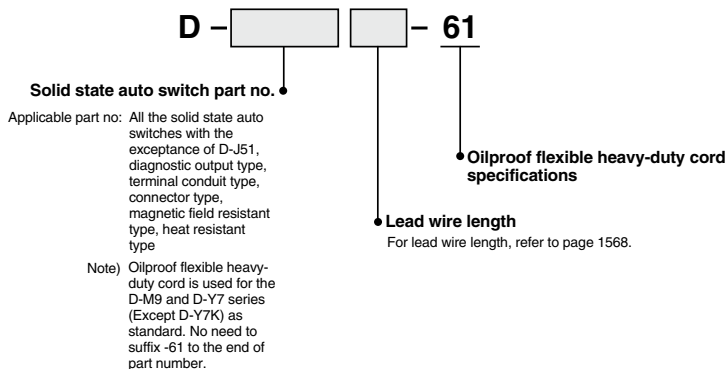 D – – 61
Solid state auto switch part no.
Applicable part no: All the solid state auto
switches with the
exceptance of D-J51,
diagnostic output type,
terminal conduit type,
connector type,
magnetic field resistant
type, heat resistant
type
Note) Oilproof flexible heavy-
duty cord is used for the
D-M9 and D-Y7 series
(Except D-Y7K) as
standard. No need to
suffix -61 to the end of
part number.
Lead wire length
For lead wire length, refer to page 1568.
Oilproof flexible heavy-duty cord
specifications